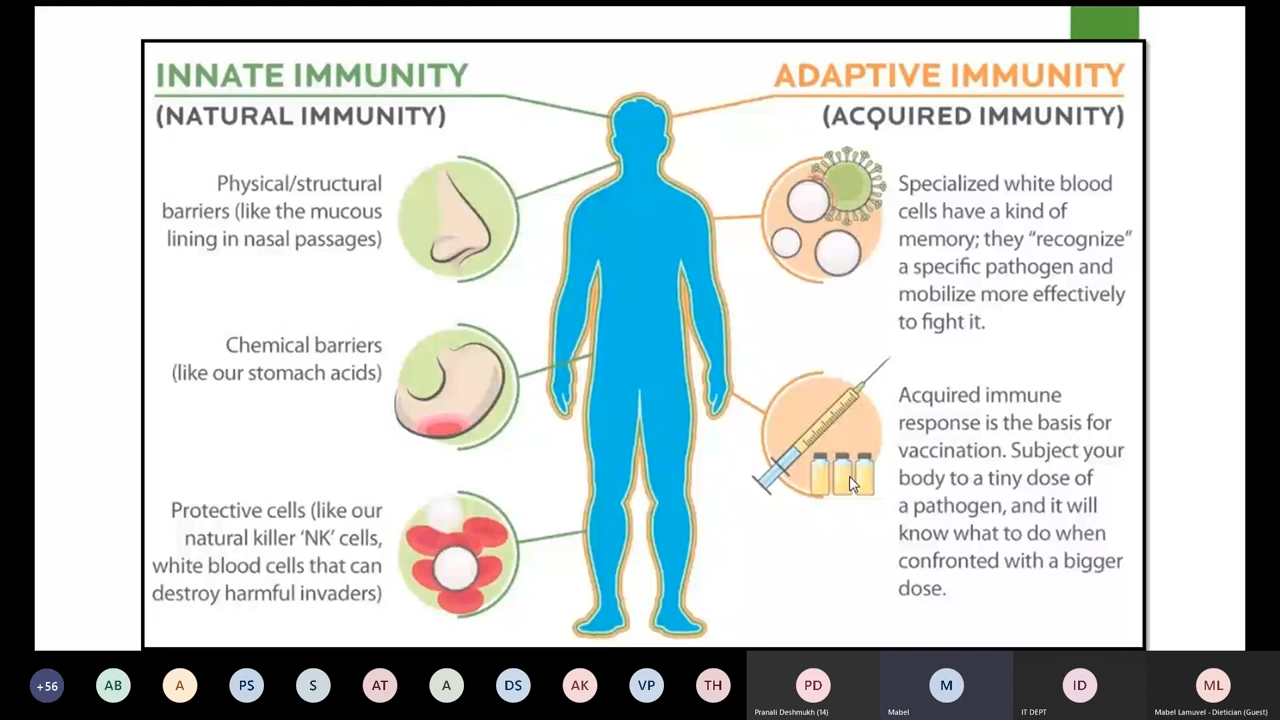 INNATE IMMUNITY
(NATURAL IMMUNITY)
Physical/structural
barriers (like the mucous
lining in nasal passages)
Chemical barriers
(like our stomach acids)
Protective cells (like our
natural killer ‘NK’ cells,
white blood cells that can
destroy harmful invaders)
ADAPTIVE IMMUNITY
(ACQUIRED IMMUNITY)
Specialized white blood
cells have a kind of
memory; they “recognize”
a specific pathogen and
mobilize more effectively
to fight it.
Acquired immune
response is the basis for
vaccination. Subject your
body to a tiny dose of
a pathogen, and it will
know what to do when
confronted with a bigger
dose.
+56
AB
A
PS
S
AT
A
DS
AK
VP
TH
PD
Pranali Deshmukh (14)
M
Mabel
ID
IT DEPT
ML
Mabel Lamuvel - Dietician (Guest)